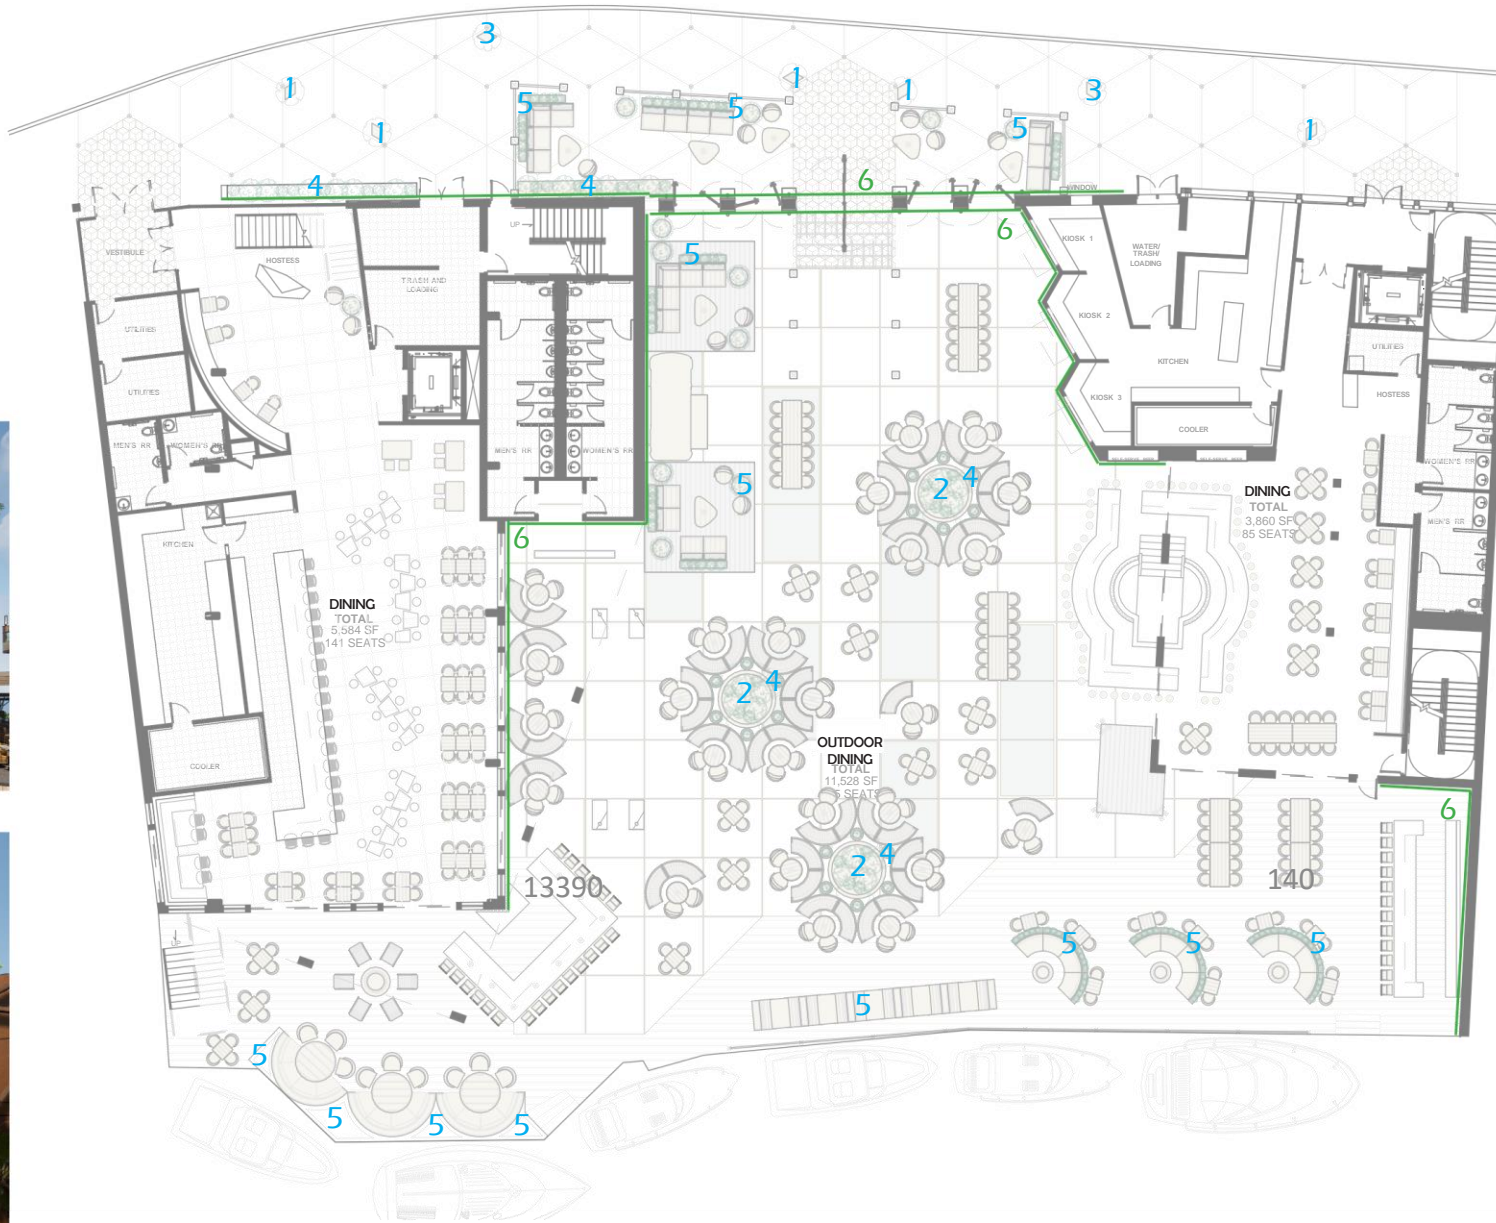 3
1
1
3
1
5
5
5
1
1
4
4
6
WINDOW
UP
6
KIOSK 1
VESTIBULE
HOSTESS
5
WATER/
TRASH/
LOADING
TRASH AND
LOADING
UTILITIES
KIOSK 2
UTILITIES
KITCHEN
UTILITIES
HOSTESS
KIOSK 3
COOLER
MEN'S RR
WOMEN'S RR
MEN'S RR
WOMEN'S RR
WOMEN'S RR
5
2
4
DINING
TOTAL
3,860 SF
85 SEATS
MEN'S RR
KITCHEN
6
DINING
TOTAL
5,584 SF
141 SEATS
2
4
OUTDOOR
DINING
TOTAL
11,528 SF
SEATS
COOLER
6
2
4
13390
140
UP
5
5
5
5
5
5
5
5